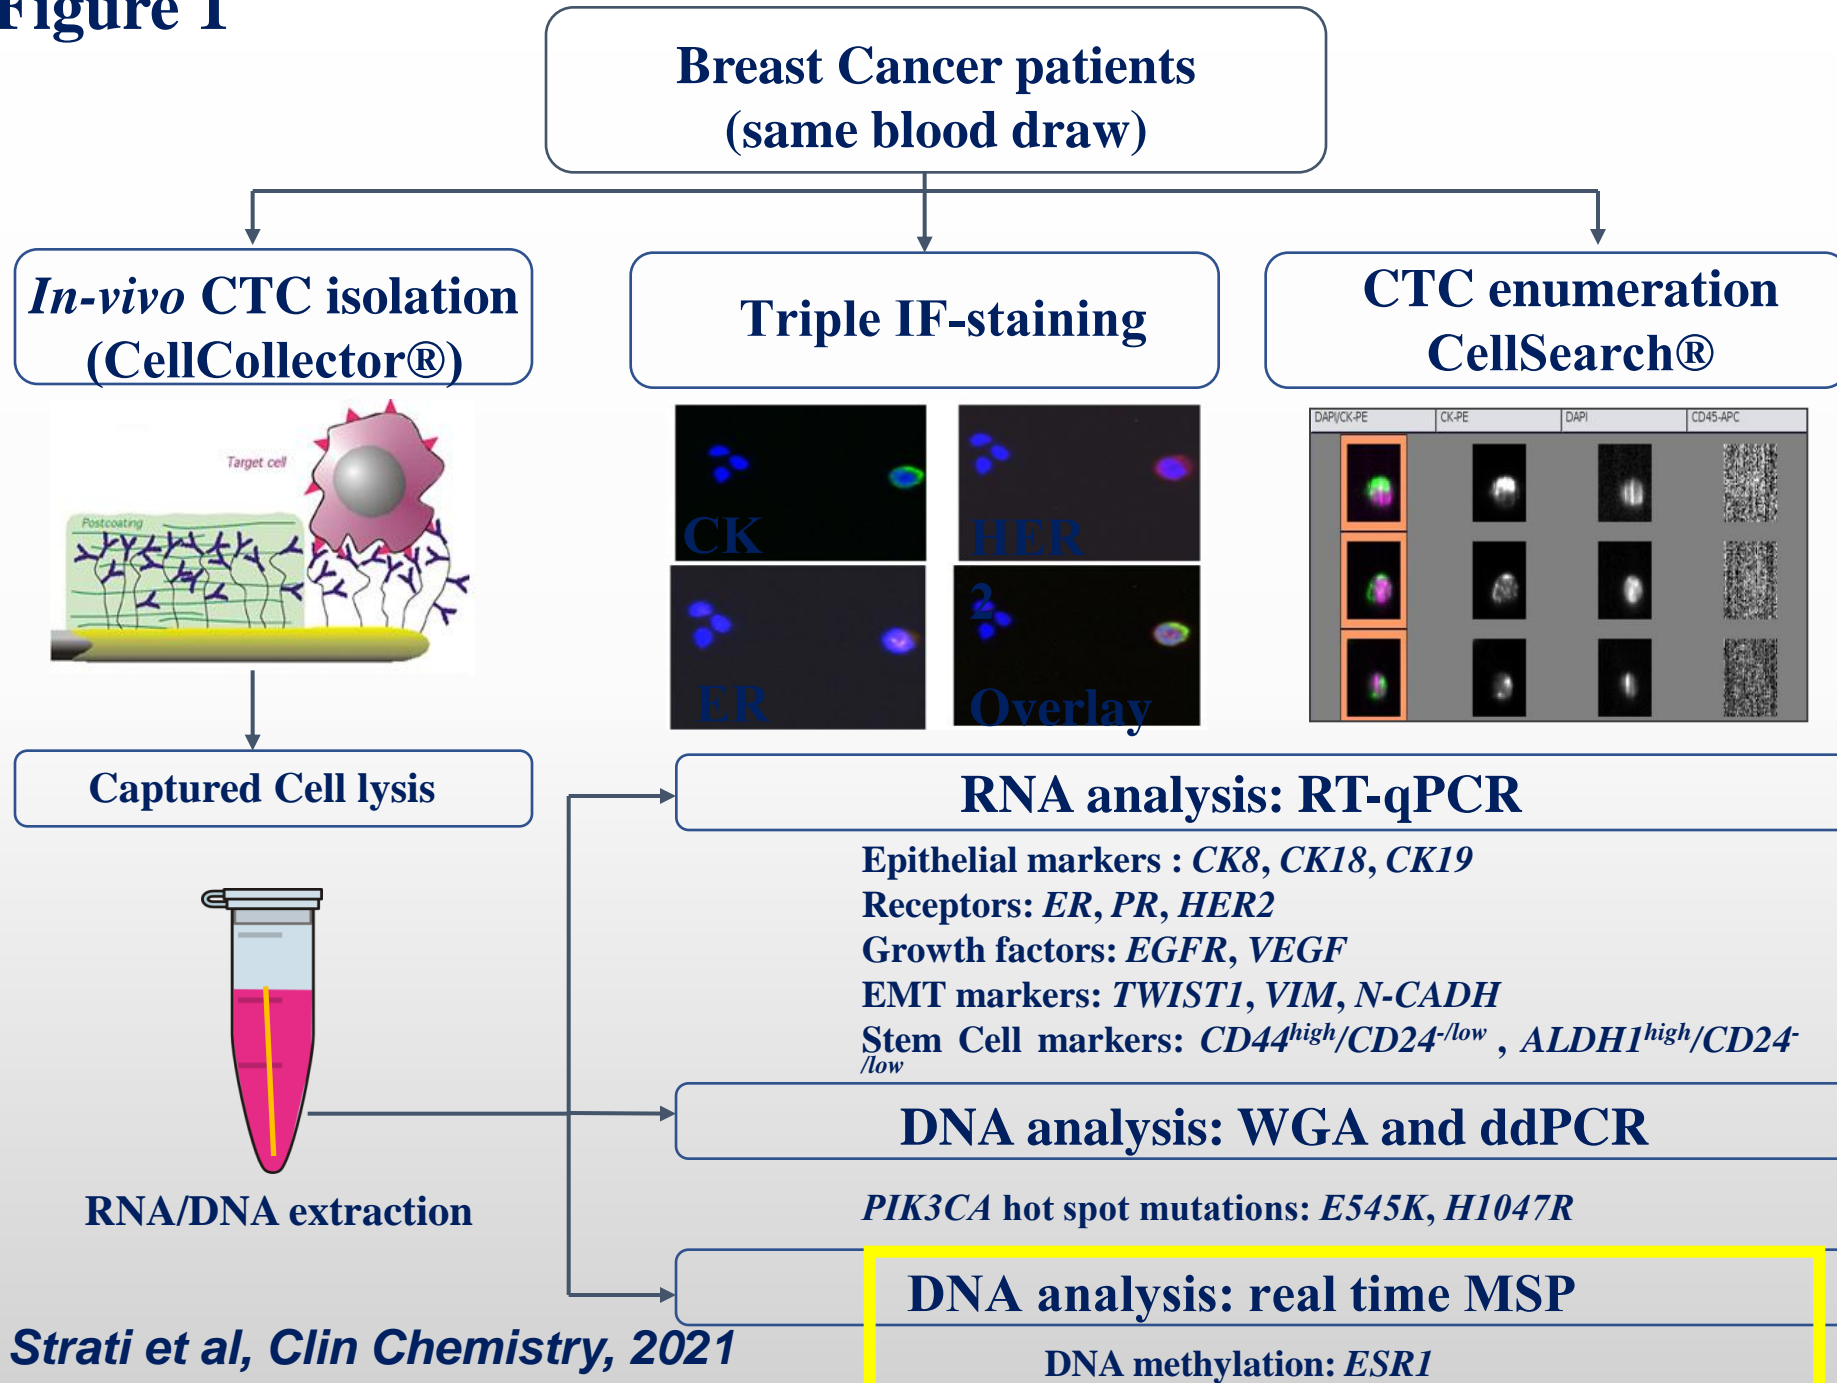 Figure 1
Breast Cancer patients
(same blood draw)
In-vivo CTC isolation
(CellCollector®)
Triple IF-staining
CTC enumeration
CellSearch®
Target cell
Postcoating
CK
HER
2
ER
Overlay
DAPI/CK-PE
CK-PE
DAPI
CD45-APC
Captured Cell lysis
RNA/DNA extraction
RNA analysis: RT-qPCR
Epithelial markers : CK8, CK18, CK19
Receptors: ER, PR, HER2
Growth factors: EGFR, VEGF
EMT markers: TWIST1, VIM, N-CADH
Stem Cell markers: CD44high/CD24-/low , ALDH1high/CD24-
/low
DNA analysis: WGA and ddPCR
PIK3CA hot spot mutations: E545K, H1047R
DNA analysis: real time MSP
DNA methylation: ESR1
Strati et al, Clin Chemistry, 2021